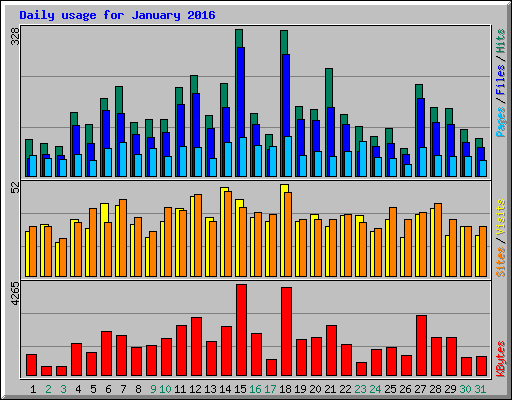 Daily usage for January 2016
328
Pages / Files / Hits
52
Sites / Visits
4265
KBytes
1 2 3 4 5 6 7 8 9 10 11 12 13 14 15 16 17 18 19 20 21 22 23 24 25 26 27 28 29 30 31